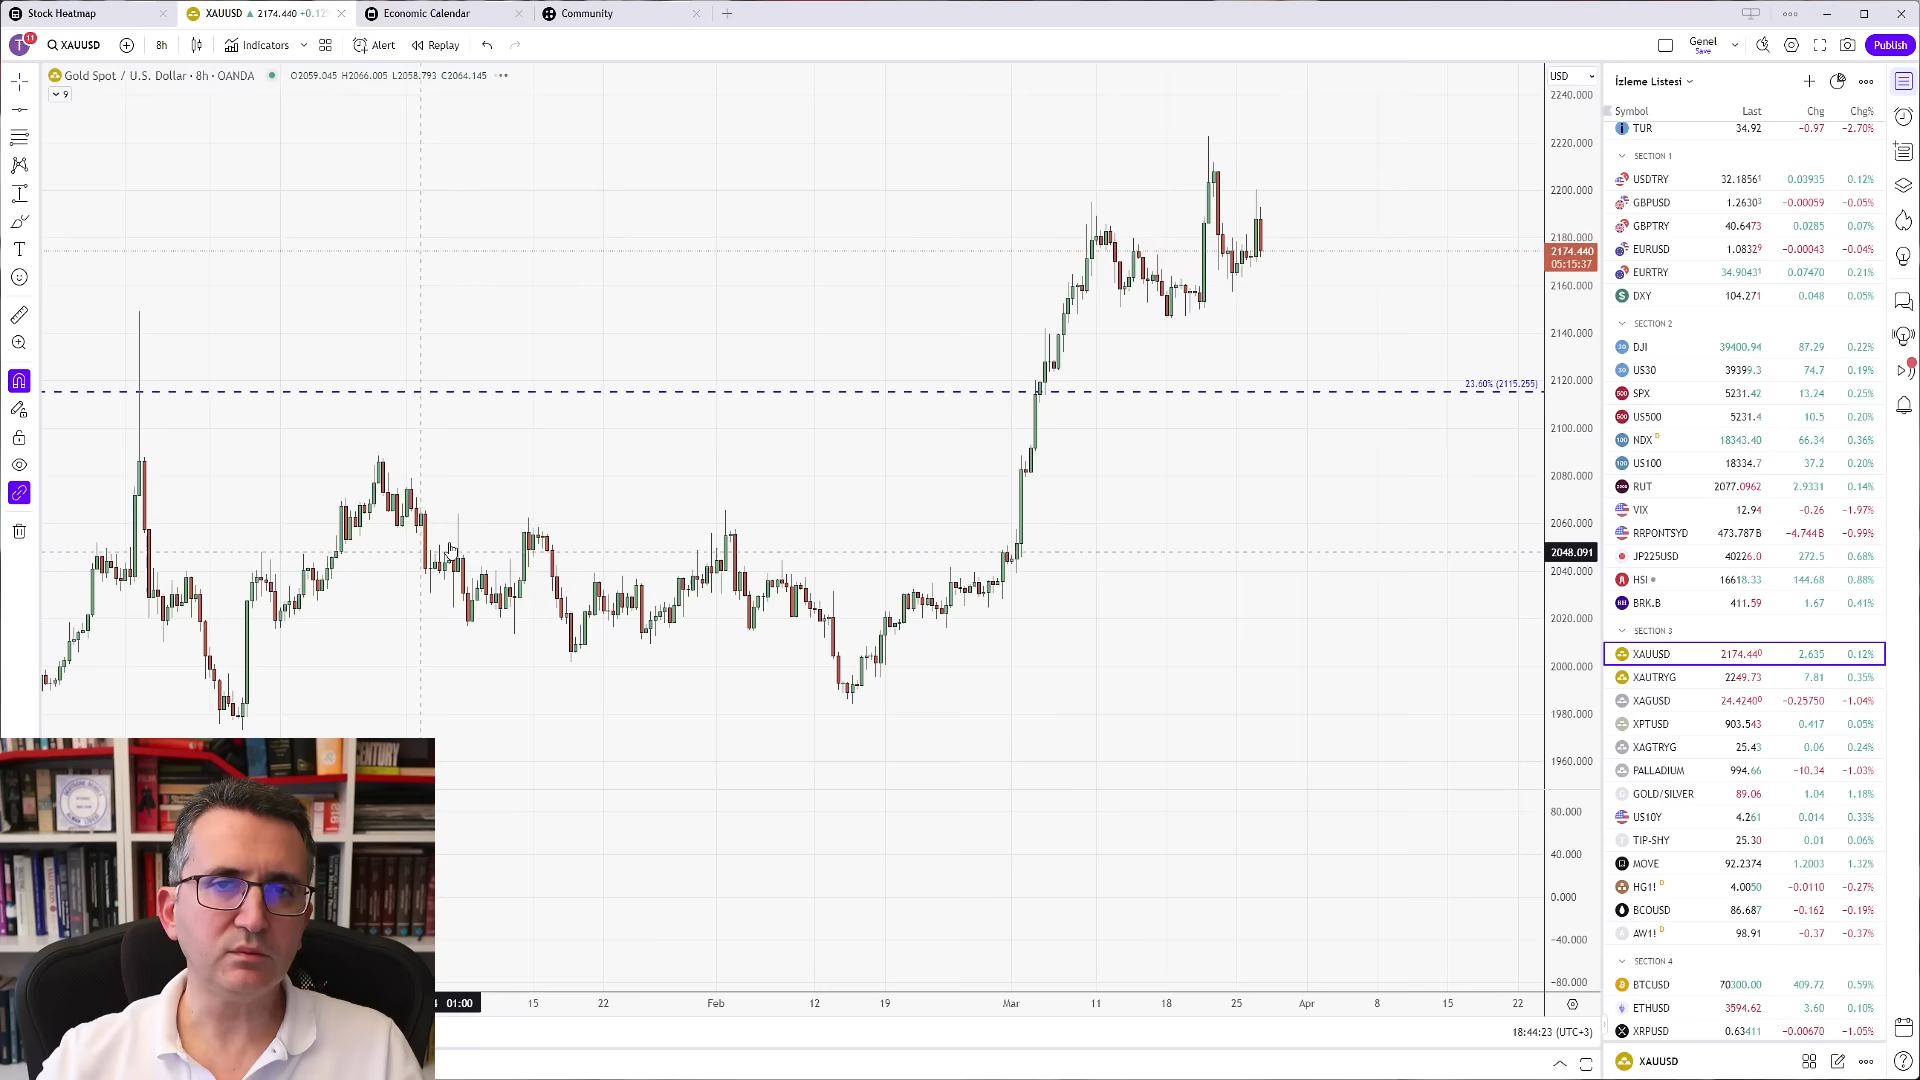 Stock Heatmap
XAUUSD ▲ 2174.440 +0.12%
Economic Calendar
Community
T 11 XAUUSD 8h Indicators Alert Replay Genel Save Publish
Gold Spot / U.S. Dollar · 8h · OANDA O2059.045 H2066.005 L2058.793 C2064.145
9
USD
2240.000
2220.000
2200.000
2180.000
2174.440
05:15:37
2160.000
2140.000
23.60% (2115.255)
2120.000
2100.000
2080.000
2060.000
2048.091
2040.000
2020.000
2000.000
1980.000
1960.000
80.000
40.000
0.000
-40.000
-80.000
4 01:00 15 22 Feb 12 19 Mar 11 18 25 Apr 8 15 22
18:44:23 (UTC+3)
CENTURY
İzleme Listesi
Symbol Last Chg Chg%
TUR 34.92 -0.97 -2.70%
SECTION 1
USDTRY 32.1856 0.03935 0.12%
GBPUSD 1.2630 -0.00059 -0.05%
GBPTRY 40.6473 0.0285 0.07%
EURUSD 1.0832 -0.00043 -0.04%
EURTRY 34.9043 0.07470 0.21%
DXY 104.271 0.048 0.05%
SECTION 2
DJI 39400.94 87.29 0.22%
US30 39399.3 74.7 0.19%
SPX 5231.42 13.24 0.25%
US500 5231.4 10.5 0.20%
NDX D 18343.40 66.34 0.36%
US100 18334.7 37.2 0.20%
RUT 2077.0962 2.9331 0.14%
VIX 12.94 -0.26 -1.97%
RRPONTSYD 473.787B -4.744B -0.99%
JP225USD 40226.0 272.5 0.68%
HSI 16618.33 144.68 0.88%
BRK.B 411.59 1.67 0.41%
SECTION 3
XAUUSD 2174.440 2.635 0.12%
XAUTRYG 2249.73 7.81 0.35%
XAGUSD 24.4240 -0.25750 -1.04%
XPTUSD 903.543 0.417 0.05%
XAGTRYG 25.43 0.06 0.24%
PALLADIUM 994.66 -10.34 -1.03%
GOLD/SILVER 89.06 1.04 1.18%
US10Y 4.261 0.014 0.33%
TIP-SHY 25.30 0.01 0.06%
MOVE 92.2374 1.2003 1.32%
HG1! D 4.0050 -0.0110 -0.27%
BCOUSD 86.687 -0.162 -0.19%
AW1! D 98.91 -0.37 -0.37%
SECTION 4
BTCUSD 70300.00 409.72 0.59%
ETHUSD 3594.62 3.60 0.10%
XRPUSD 0.63411 -0.00670 -1.05%
XAUUSD